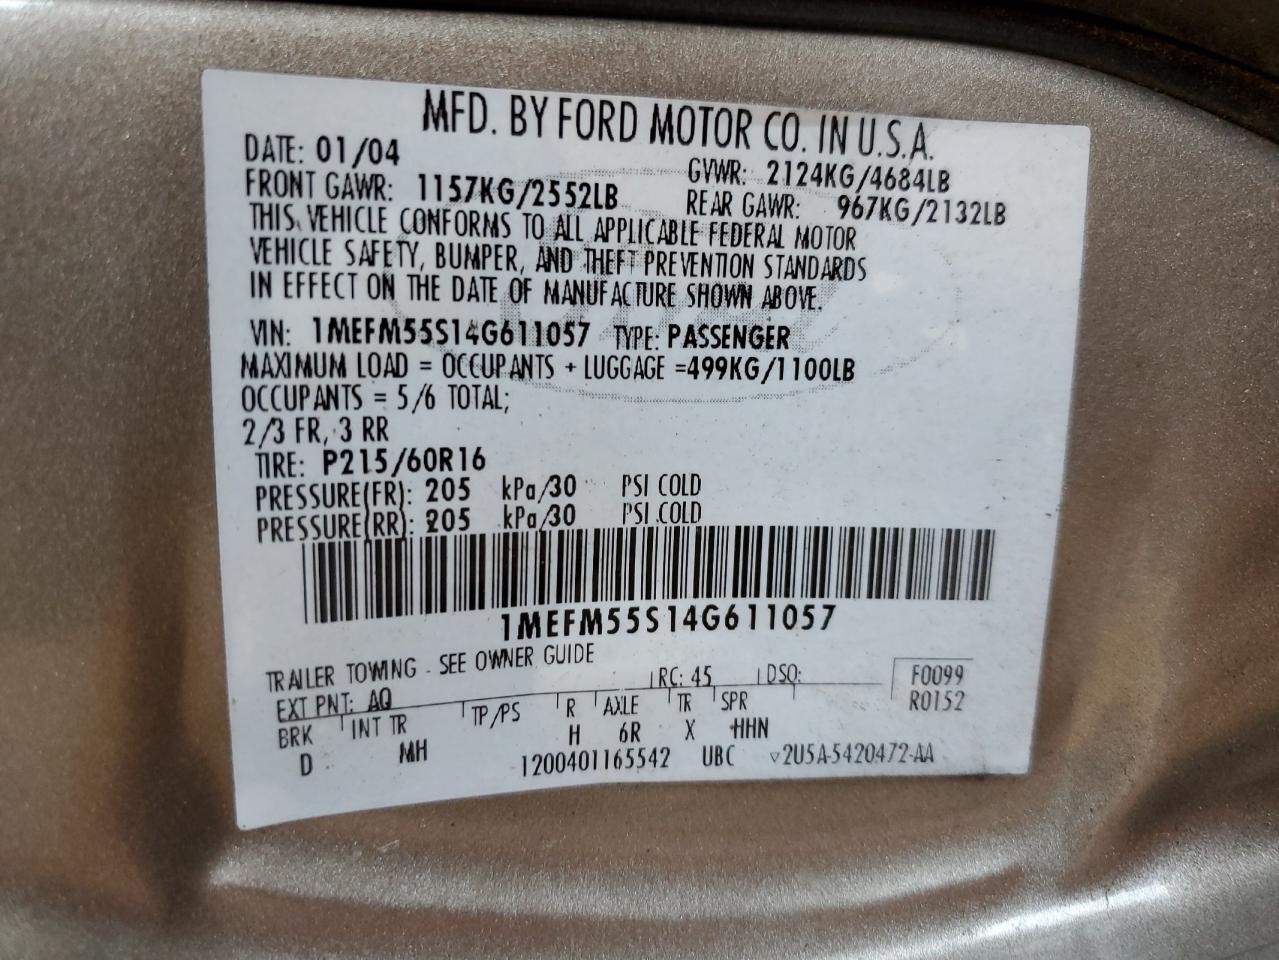 MFD. BY FORD MOTOR CO. IN U.S.A.
DATE: 01/04 GVWR: 2124KG/4684LB
FRONT GAWR: 1157KG/2552LB REAR GAWR: 967KG/2132LB
THIS VEHICLE CONFORMS TO ALL APPLICABLE FEDERAL MOTOR
VEHICLE SAFETY, BUMPER, AND THEFT PREVENTION STANDARDS
IN EFFECT ON THE DATE OF MANUFACTURE SHOWN ABOVE.
VIN: 1MEFM55S14G611057 TYPE: PASSENGER
MAXIMUM LOAD = OCCUPANTS + LUGGAGE =499KG/1100LB
OCCUPANTS = 5/6 TOTAL;
2/3 FR, 3 RR
TIRE: P215/60R16
PRESSURE(FR): 205 kPa/30 PSI COLD
PRESSURE(RR): 205 kPa/30 PSI COLD
1MEFM55S14G611057
TRAILER TOWING - SEE OWNER GUIDE
EXT PNT: AQ RC: 45 DSO: F0099
R0152
BRK INT TR TP/PS R AXLE TR SPR
D MH H 6R X HHN
1200401165542 UBC ▽2U5A-5420472-AA